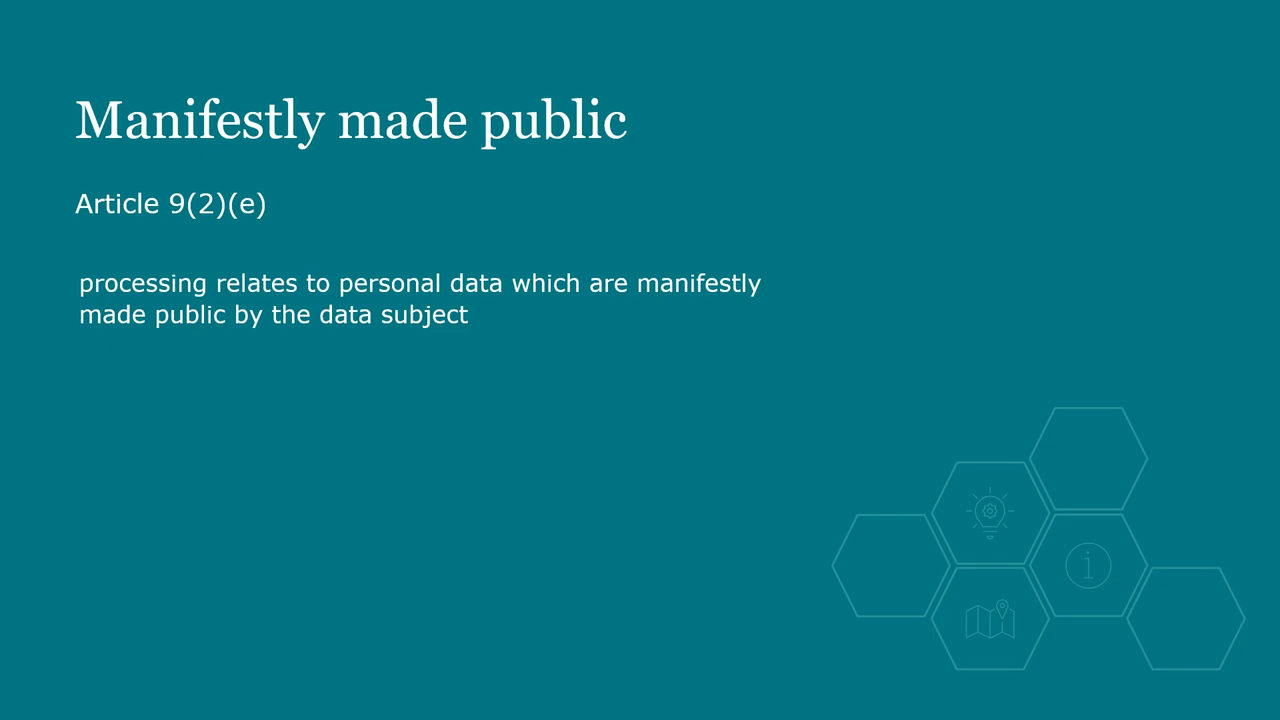 Manifestly made public
Article 9(2)(e)
processing relates to personal data which are manifestly
made public by the data subject